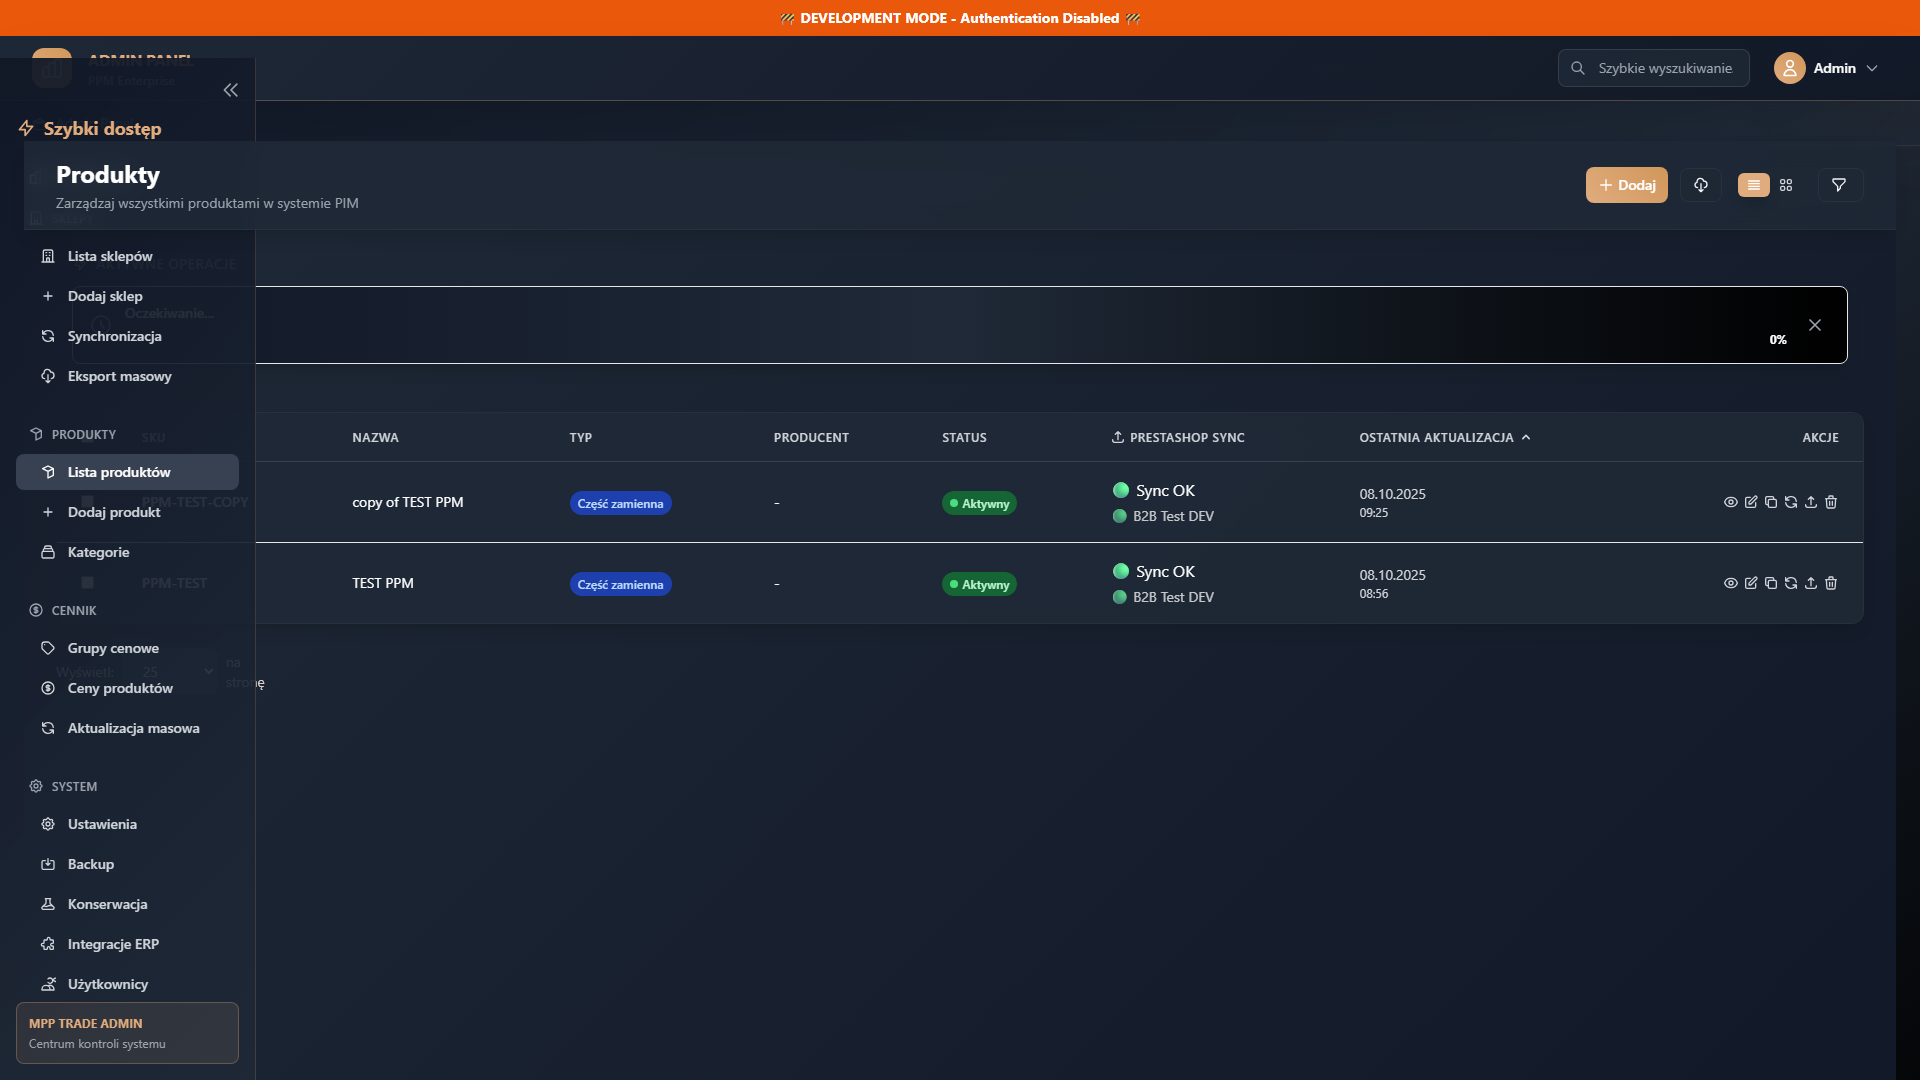 🚧 DEVELOPMENT MODE - Authentication Disabled 🚧
ADMIN PANEL
PPM Enterprise
Szybkie wyszukiwanie
Admin
Szybki dostęp
Produkty
Zarządzaj wszystkimi produktami w systemie PIM
Dodaj
Lista sklepów
OPERACJE
Dodaj sklep
Oczekiwanie...
Synchronizacja
0%
Eksport masowy
PRODUKTY
SKU
NAZWA
TYP
PRODUCENT
STATUS
PRESTASHOP SYNC
OSTATNIA AKTUALIZACJA
AKCJE
Lista produktów
PPM-TEST-COPY
copy of TEST PPM
Część zamienna
-
Aktywny
Sync OK
B2B Test DEV
08.10.2025
09:25
Dodaj produkt
Kategorie
PPM-TEST
TEST PPM
Część zamienna
-
Aktywny
Sync OK
B2B Test DEV
08.10.2025
08:56
CENNIK
Grupy cenowe
Wyświetl:
25
na
stronę
Ceny produktów
Aktualizacja masowa
SYSTEM
Ustawienia
Backup
Konserwacja
Integracje ERP
Użytkownicy
MPP TRADE ADMIN
Centrum kontroli systemu